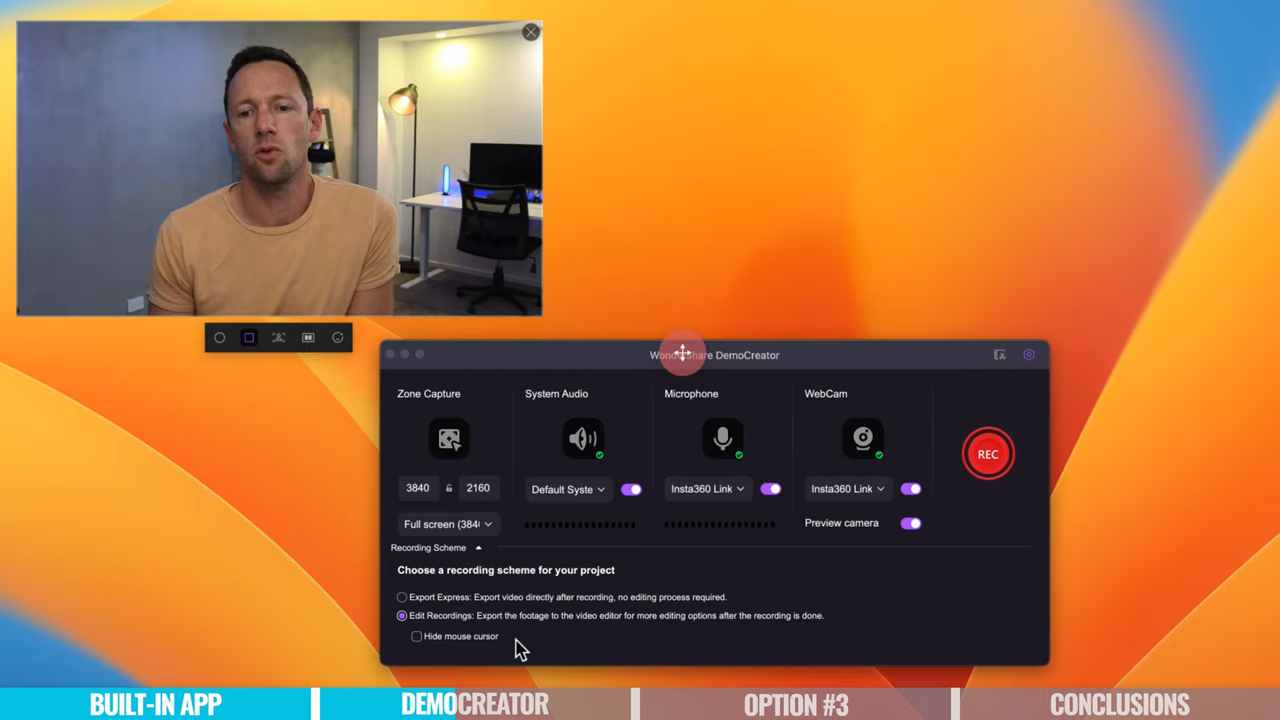 Wondershare DemoCreator
Zone Capture
System Audio
Microphone
WebCam
REC
3840
2160
Default Syste
Insta360 Link
Insta360 Link
Full screen (384
Preview camera
Recording Scheme
Choose a recording scheme for your project
Export Express: Export video directly after recording, no editing process required.
Edit Recordings: Export the footage to the video editor for more editing options after the recording is done.
Hide mouse cursor
BUILT-IN APP
DEMOCREATOR
OPTION #3
CONCLUSIONS